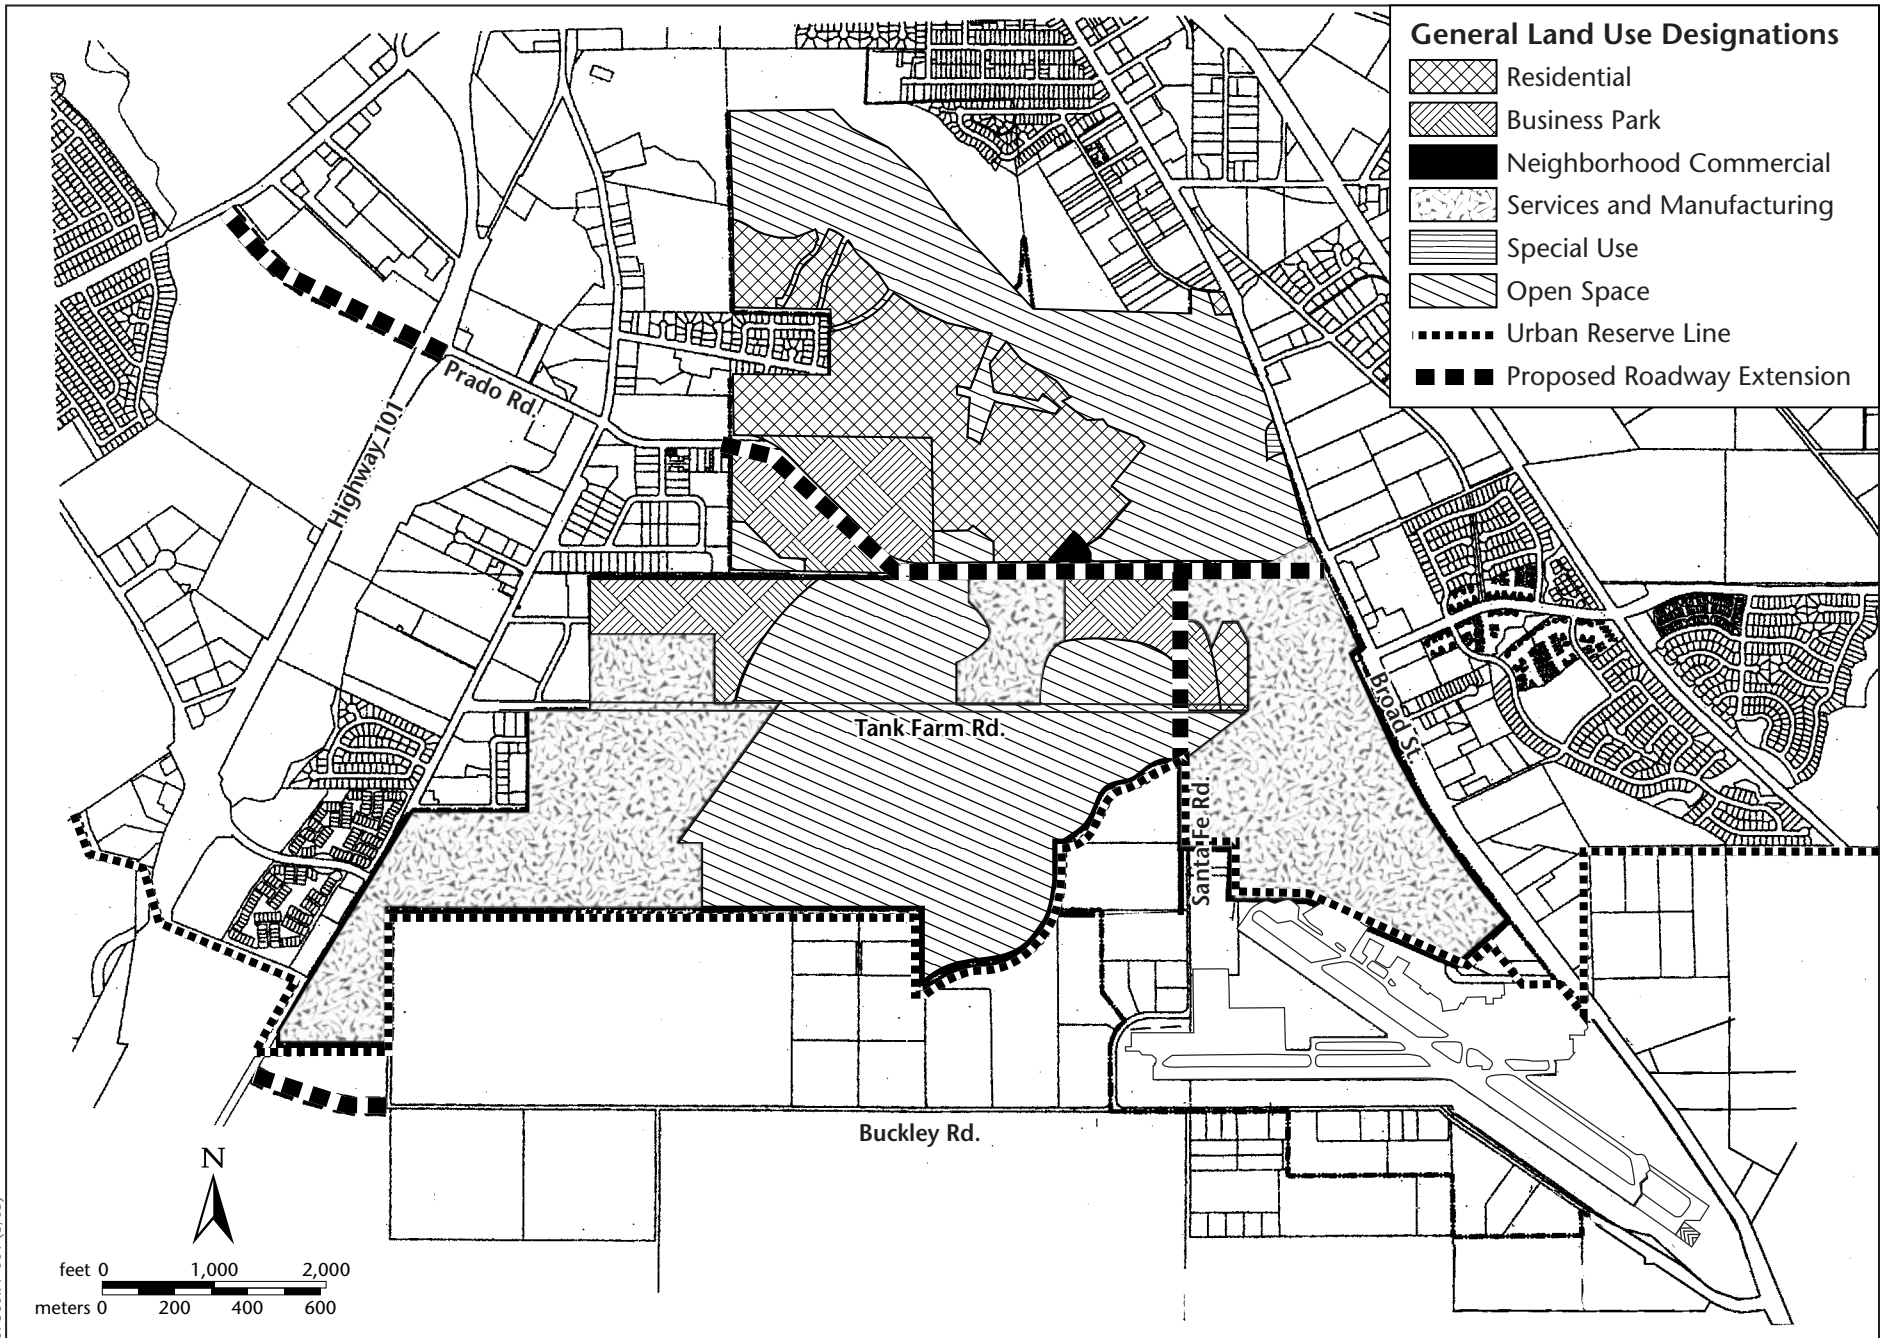 General Land Use Designations
Residential
Business Park
Neighborhood Commercial
Services and Manufacturing
Special Use
Open Space
Urban Reserve Line
Proposed Roadway Extension
Prado Rd.
Highway 101
Tank Farm Rd.
Broad St.
Santa Fe Rd.
Buckley Rd.
N
feet 0 1,000 2,000
meters 0 200 400 600